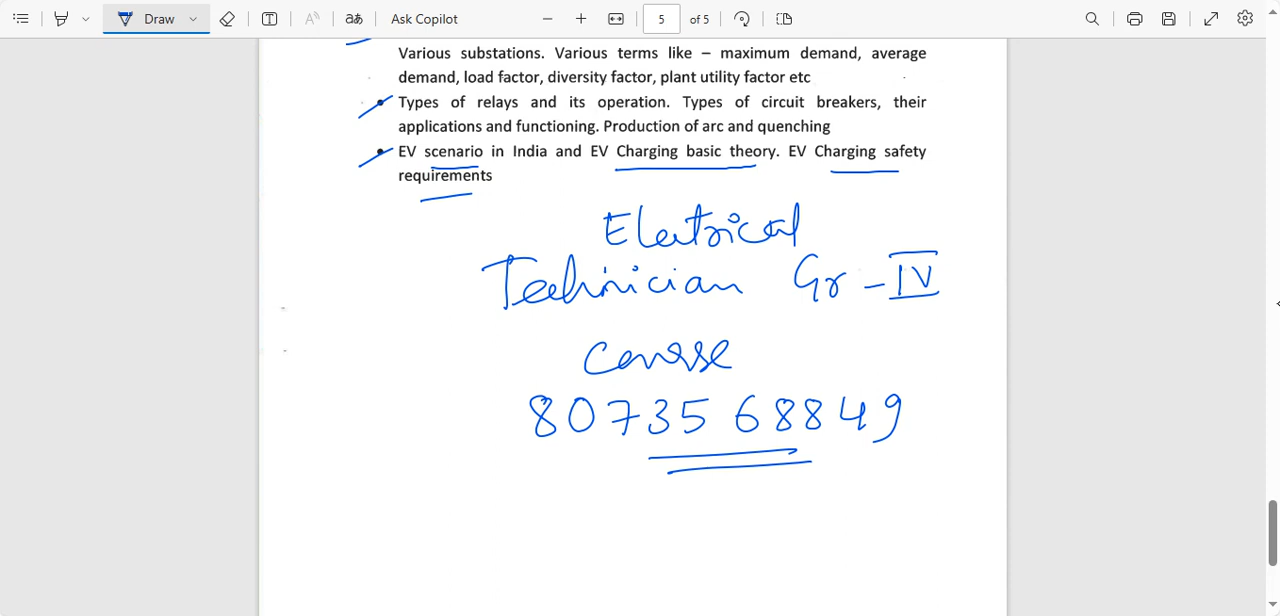 Draw
Ask Copilot
5 of 5
Various substations. Various terms like – maximum demand, average
demand, load factor, diversity factor, plant utility factor etc
Types of relays and its operation. Types of circuit breakers, their
applications and functioning. Production of arc and quenching
EV scenario in India and EV Charging basic theory. EV Charging safety
requirements
Electrical
Technician Gr - IV
Course
80735 68849